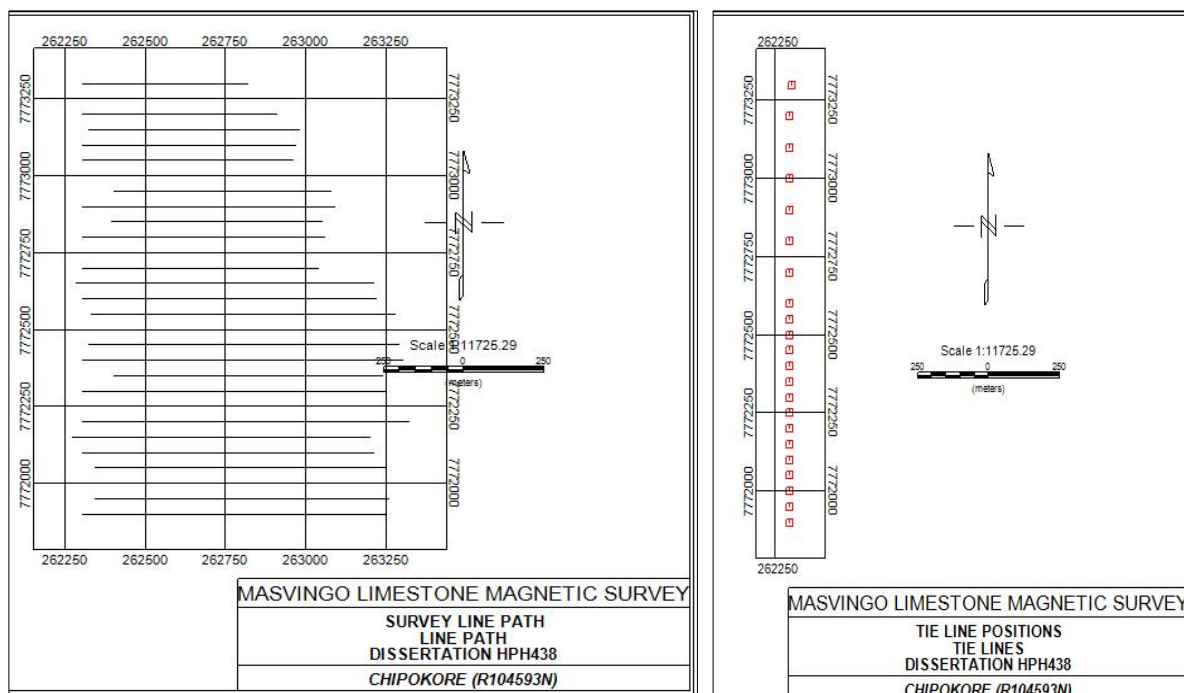 262250 262500 262750 263000 263250
7773250 7773250
7773000 7773000
7772750 7772750
7772500 7772500
7772250 7772250
7772000 7772000
262250 262500 262750 263000 263250
N
Scale 1:11725.29
250 0 250
(meters)
MASVINGO LIMESTONE MAGNETIC SURVEY
SURVEY LINE PATH
LINE PATH
DISSERTATION HPH438
CHIPOKORE (R104593N)
262250
7773250 7773250
7773000 7773000
7772750 7772750
7772500 7772500
7772250 7772250
7772000 7772000
262250
N
Scale 1:11725.29
250 0 250
(meters)
MASVINGO LIMESTONE MAGNETIC SURVEY
TIE LINE POSITIONS
TIE LINES
DISSERTATION HPH438
CHIPOKORE (R104593N)